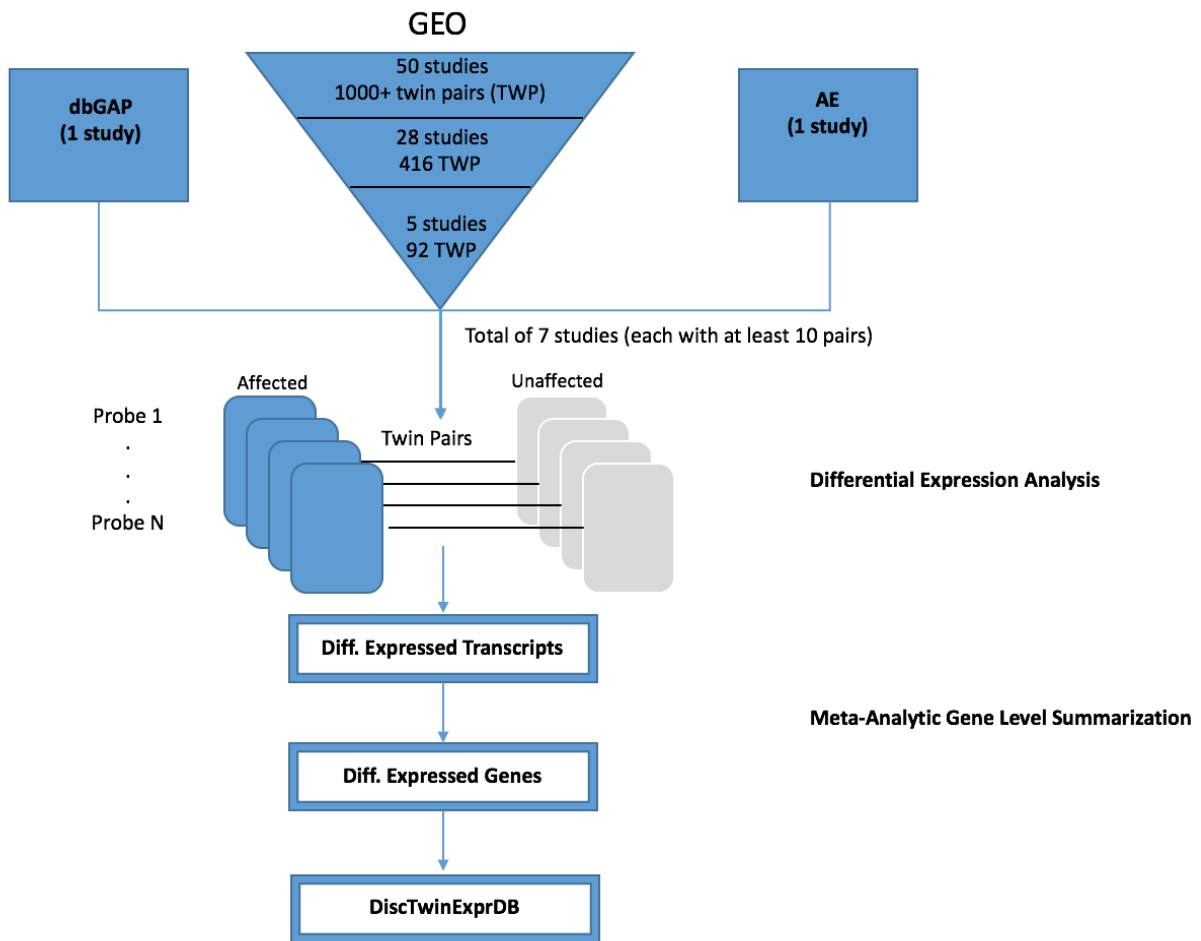 GEO
50 studies
1000+ twin pairs (TWP)
dbGAP
(1 study)
AE
(1 study)
28 studies
416 TWP
5 studies
92 TWP
Total of 7 studies (each with at least 10 pairs)
Affected
Unaffected
Probe 1
.
.
.
Probe N
Twin Pairs
Differential Expression Analysis
Diff. Expressed Transcripts
Meta-Analytic Gene Level Summarization
Diff. Expressed Genes
DiscTwinExprDB